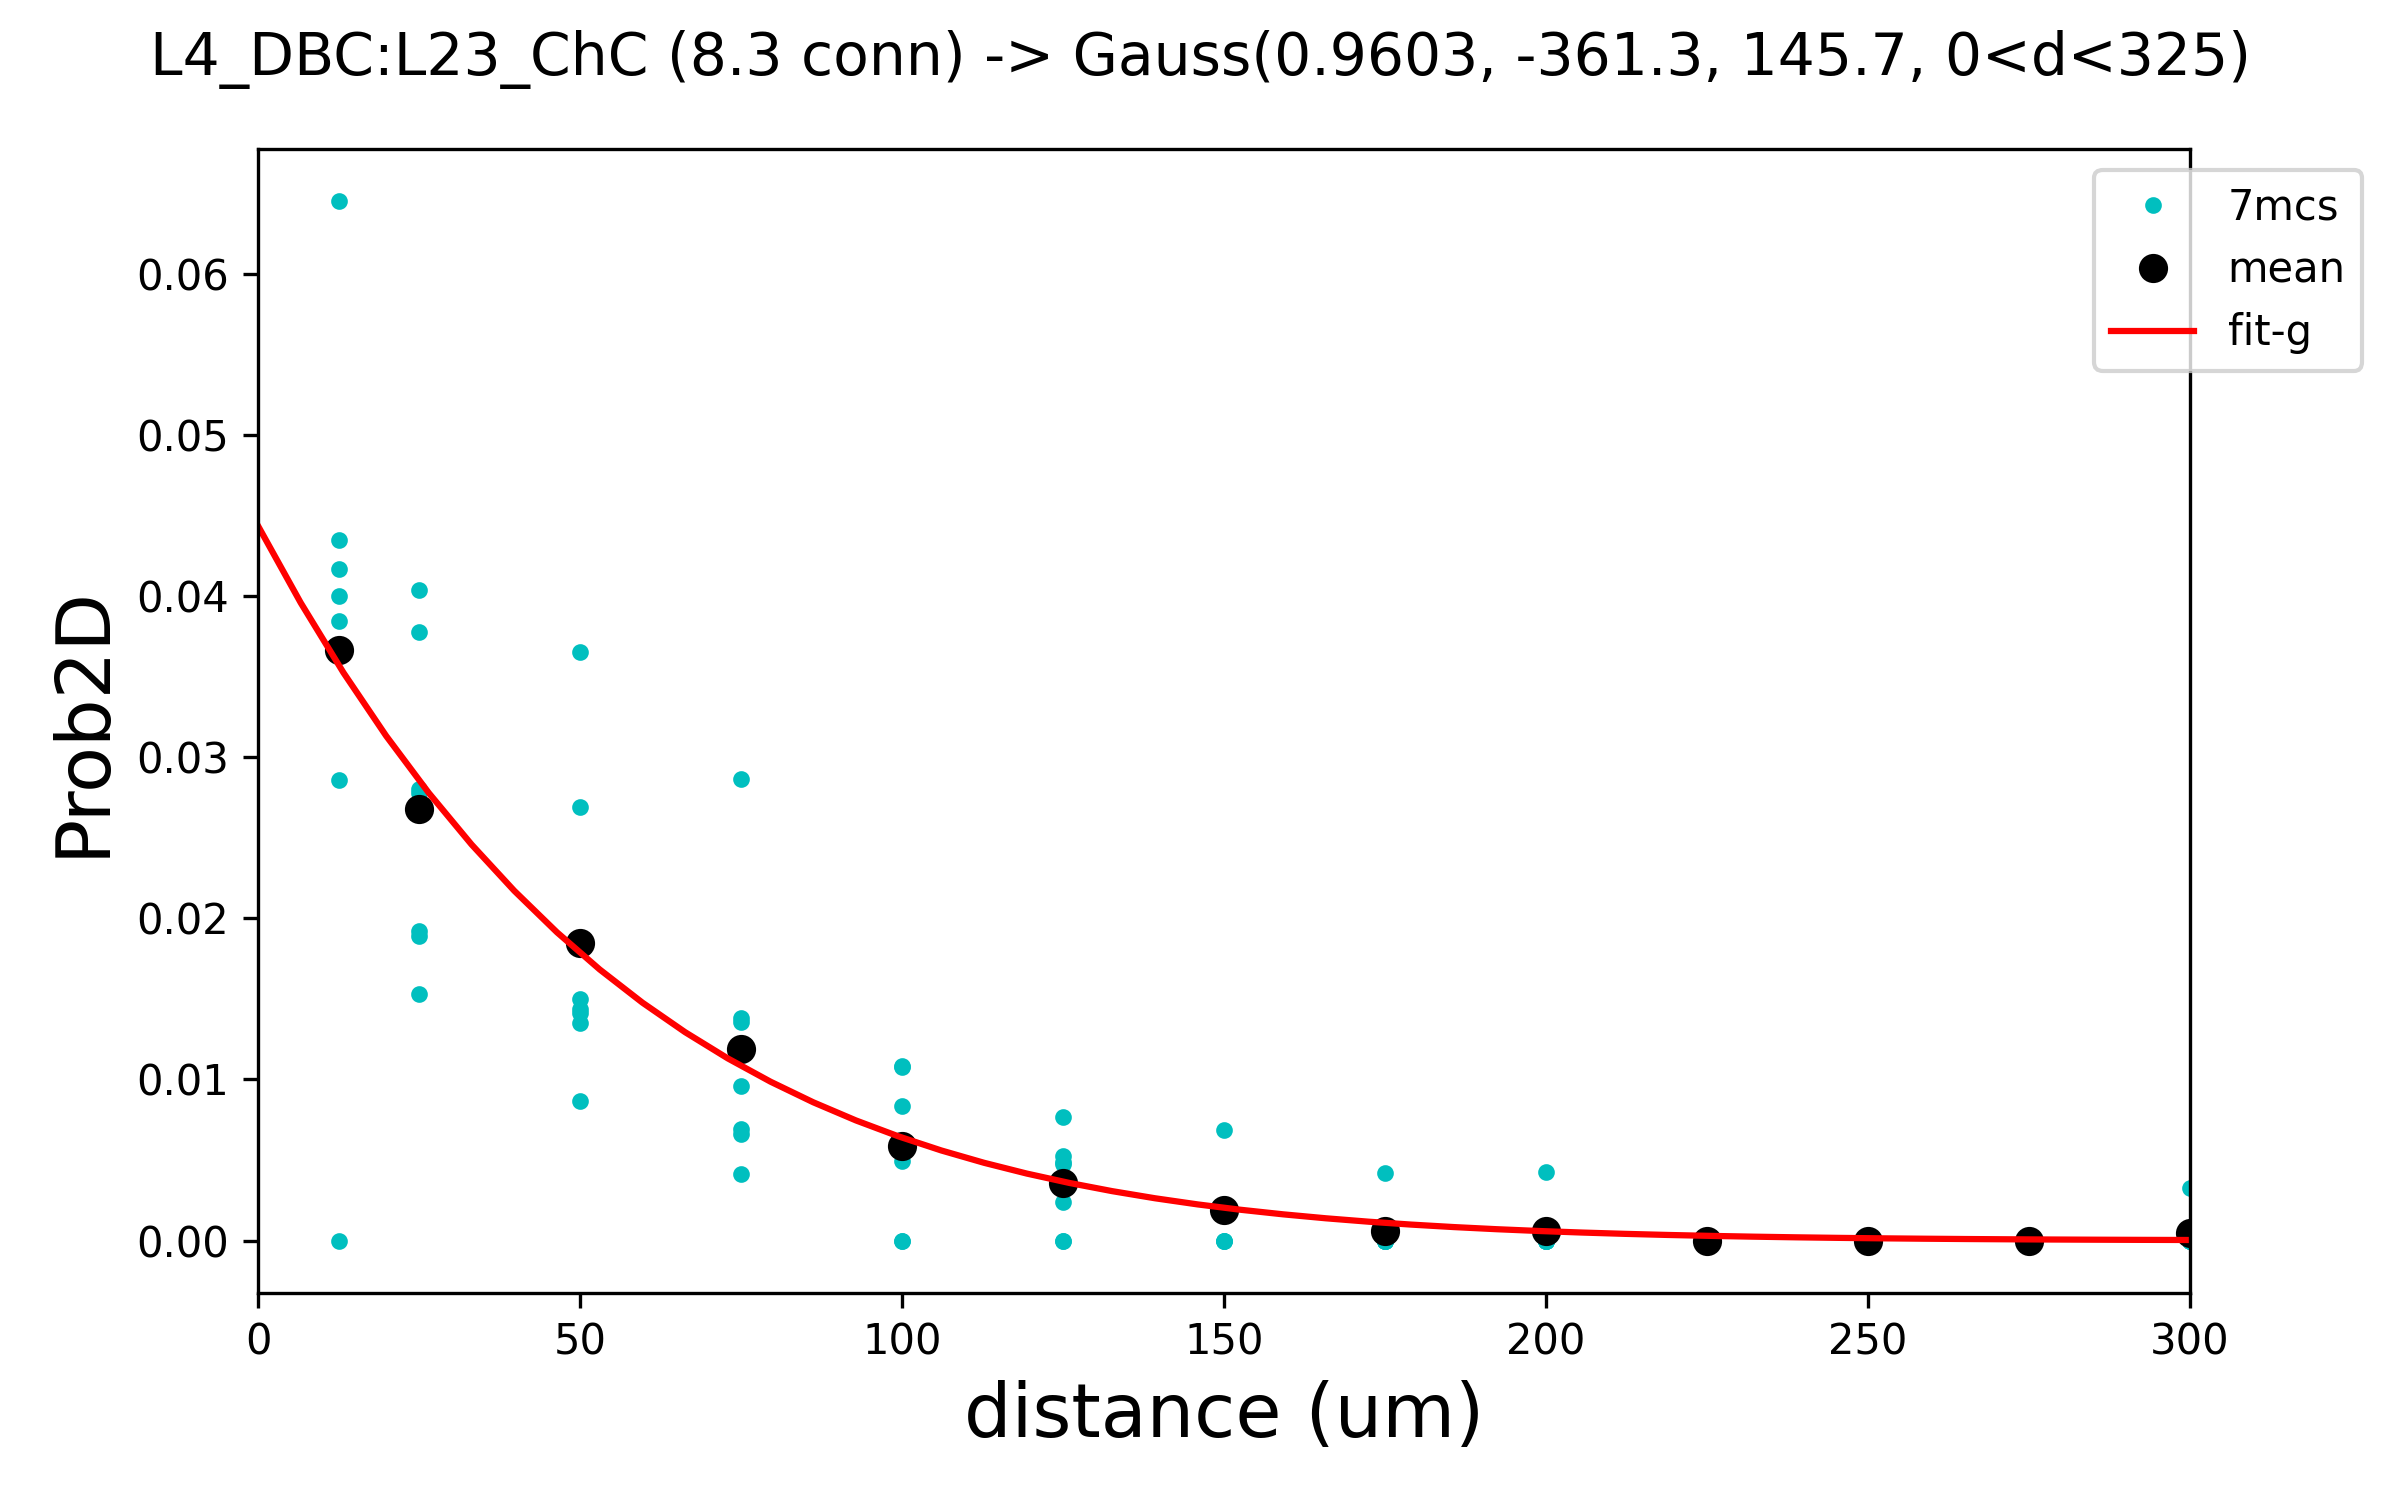 L4_DBC:L23_ChC (8.3 conn) -> Gauss(0.9603, -361.3, 145.7, 0<d<325)
7mcs
mean
fit-g
Prob2D
0.06
0.05
0.04
0.03
0.02
0.01
0.00
0 50 100 150 200 250 300
distance (um)